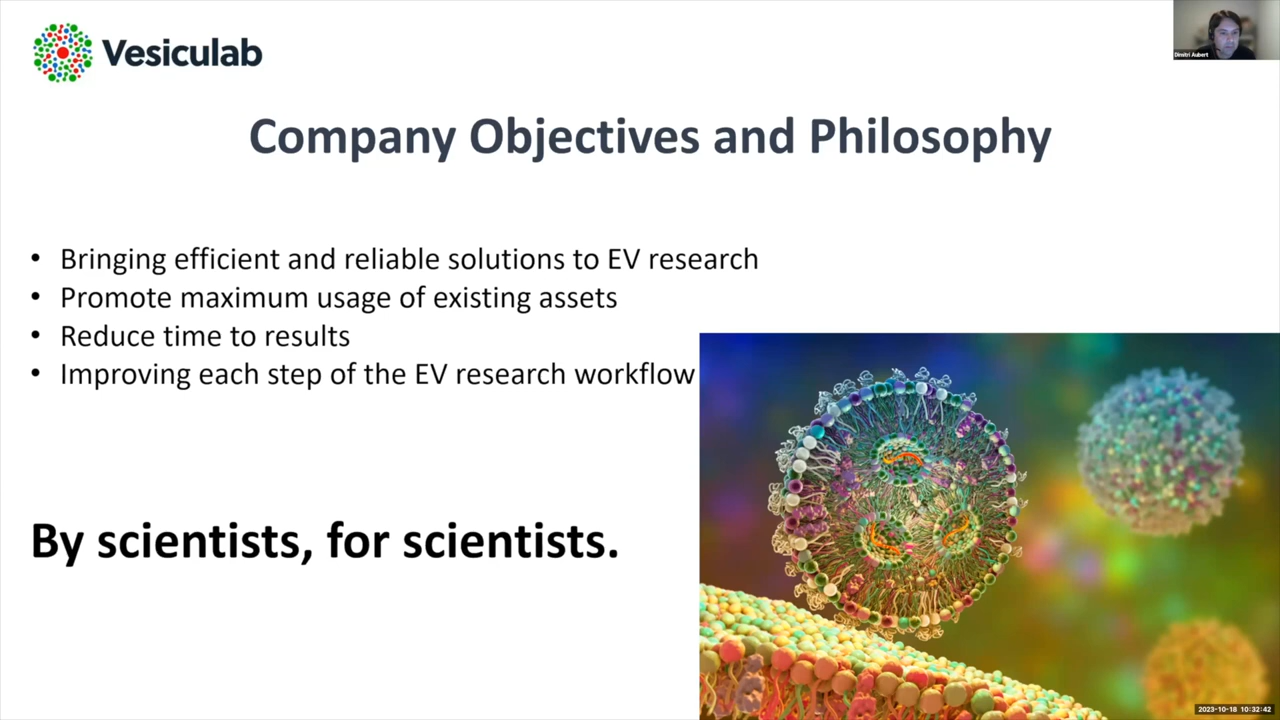 Vesiculab
Dimitri Aubert
Company Objectives and Philosophy
• Bringing efficient and reliable solutions to EV research
• Promote maximum usage of existing assets
• Reduce time to results
• Improving each step of the EV research workflow
By scientists, for scientists.
2023-10-18 10:32:42